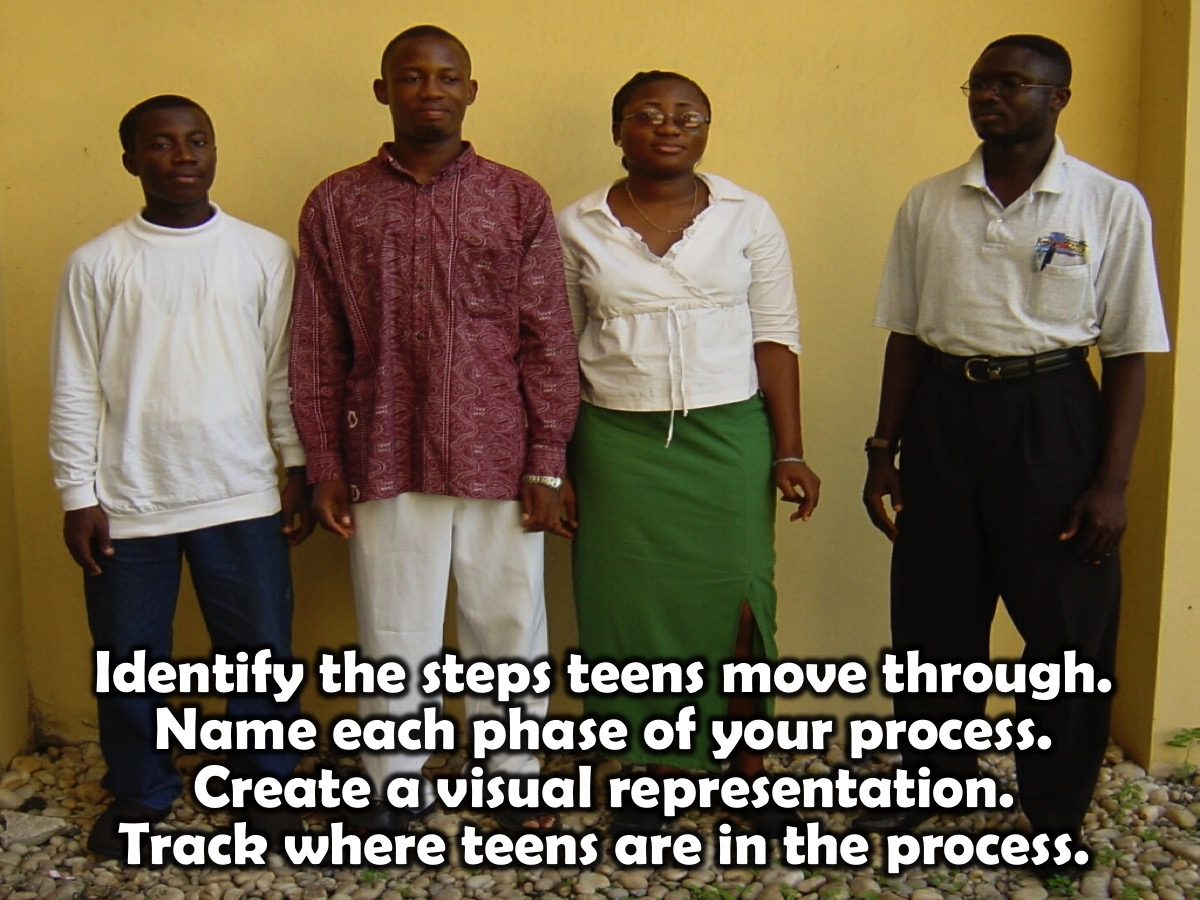 Identify the steps teens move through.
Name each phase of your process.
Create a visual representation.
Track where teens are in the process.